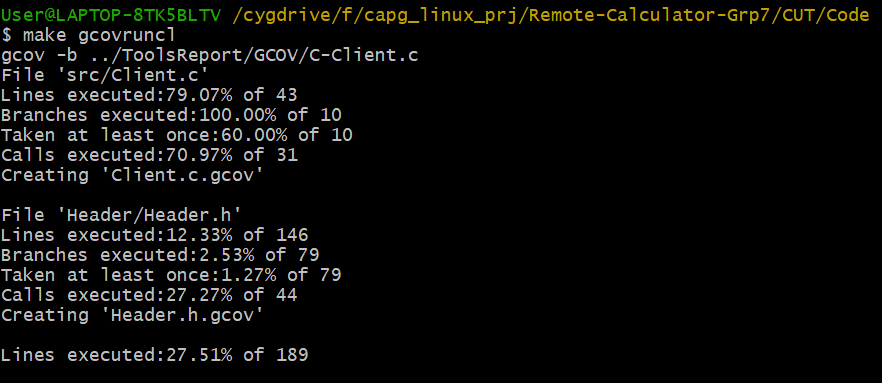 User@LAPTOP-8TK5BLTV /cygdrive/f/capg_linux_prj/Remote-Calculator-Grp7/CUT/Code
$ make gcovruncl
gcov -b ../ToolsReport/GCOV/C-Client.c
File 'src/Client.c'
Lines executed:79.07% of 43
Branches executed:100.00% of 10
Taken at least once:60.00% of 10
Calls executed:70.97% of 31
Creating 'Client.c.gcov'

File 'Header/Header.h'
Lines executed:12.33% of 146
Branches executed:2.53% of 79
Taken at least once:1.27% of 79
Calls executed:27.27% of 44
Creating 'Header.h.gcov'

Lines executed:27.51% of 189